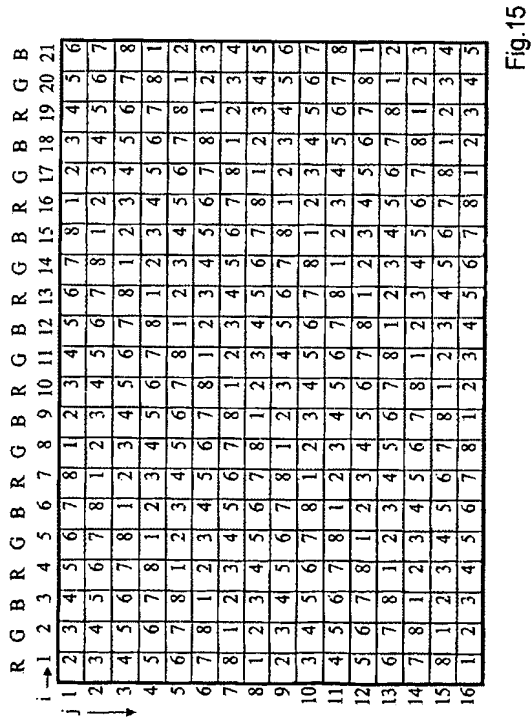 R G B R G B R G B R G B R G B R G B R G B
i → 1 2 3 4 5 6 7 8 9 10 11 12 13 14 15 16 17 18 19 20 21
j 1 2 3 4 5 6 7 8 1 2 3 4 5 6 7 8 1 2 3 4 5 6
2 3 4 5 6 7 8 1 2 3 4 5 6 7 8 1 2 3 4 5 6 7
3 4 5 6 7 8 1 2 3 4 5 6 7 8 1 2 3 4 5 6 7 8
4 5 6 7 8 1 2 3 4 5 6 7 8 1 2 3 4 5 6 7 8 1
5 6 7 8 1 2 3 4 5 6 7 8 1 2 3 4 5 6 7 8 1 2
6 7 8 1 2 3 4 5 6 7 8 1 2 3 4 5 6 7 8 1 2 3
7 8 1 2 3 4 5 6 7 8 1 2 3 4 5 6 7 8 1 2 3 4
8 1 2 3 4 5 6 7 8 1 2 3 4 5 6 7 8 1 2 3 4 5
9 2 3 4 5 6 7 8 1 2 3 4 5 6 7 8 1 2 3 4 5 6
10 3 4 5 6 7 8 1 2 3 4 5 6 7 8 1 2 3 4 5 6 7
11 4 5 6 7 8 1 2 3 4 5 6 7 8 1 2 3 4 5 6 7 8
12 5 6 7 8 1 2 3 4 5 6 7 8 1 2 3 4 5 6 7 8 1
13 6 7 8 1 2 3 4 5 6 7 8 1 2 3 4 5 6 7 8 1 2
14 7 8 1 2 3 4 5 6 7 8 1 2 3 4 5 6 7 8 1 2 3
15 8 1 2 3 4 5 6 7 8 1 2 3 4 5 6 7 8 1 2 3 4
16 1 2 3 4 5 6 7 8 1 2 3 4 5 6 7 8 1 2 3 4 5
Fig.15